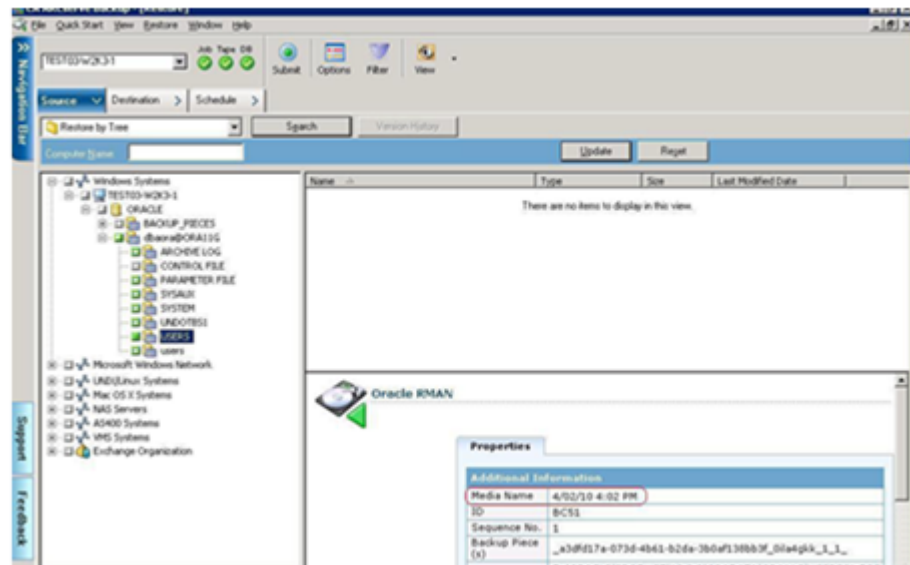 File Quick Start View Restore Window Help
Navigation Bar
TEST03-W2K3-1
Job Tape DB
Submit Options Filter View
Source Destination Schedule
Restore by Tree
Search
Version History
Computer Name:
Update
Reset
Windows Systems
TEST03-W2K3-1
ORACLE
BACKUP_PIECES
dbaora@ORA11G
ARCHIVE LOG
CONTROL FILE
PARAMETER FILE
SYSAUX
SYSTEM
UNDOTBS1
USERS
users
Microsoft Windows Network
UNIX/Linux Systems
Mac OS X Systems
NAS Servers
AS400 Systems
VMS Systems
Exchange Organization
Name Type Size Last Modified Date
There are no items to display in this view.
Support
Feedback
Oracle RMAN
Properties
Additional Information
Media Name 4/02/10 4:02 PM
ID BC51
Sequence No. 1
Backup Piece (s)